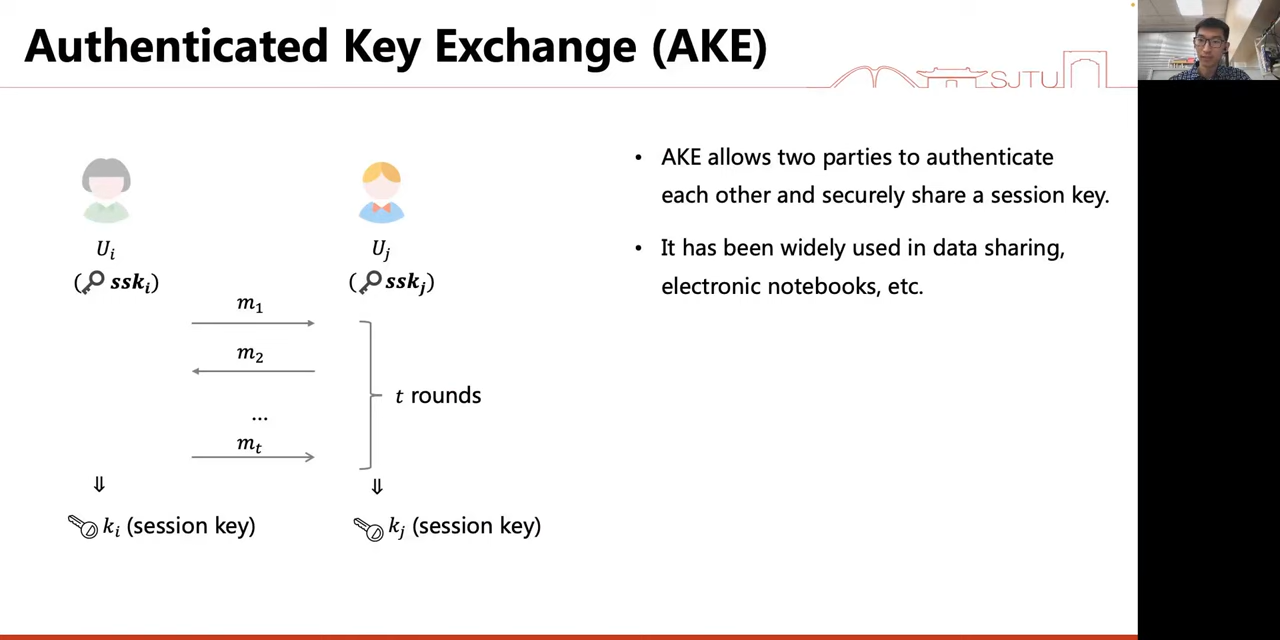 Authenticated Key Exchange (AKE)
SJTU
• AKE allows two parties to authenticate
each other and securely share a session key.
• It has been widely used in data sharing,
electronic notebooks, etc.
U_i
U_j
(ssk_i)
(ssk_j)
m_1
m_2
...
m_t
t rounds
⇓
⇓
k_i (session key)
k_j (session key)